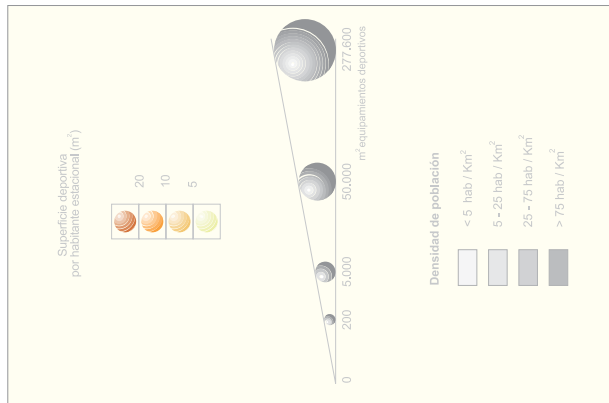 Superficie deportiva
por habitante estacional (m²)
20
10
5
277.600
50.000
5.000
200
0
m² equipamientos deportivos
Densidad de población
< 5 hab / Km²
5 - 25 hab / Km²
25 - 75 hab / Km²
> 75 hab / Km²